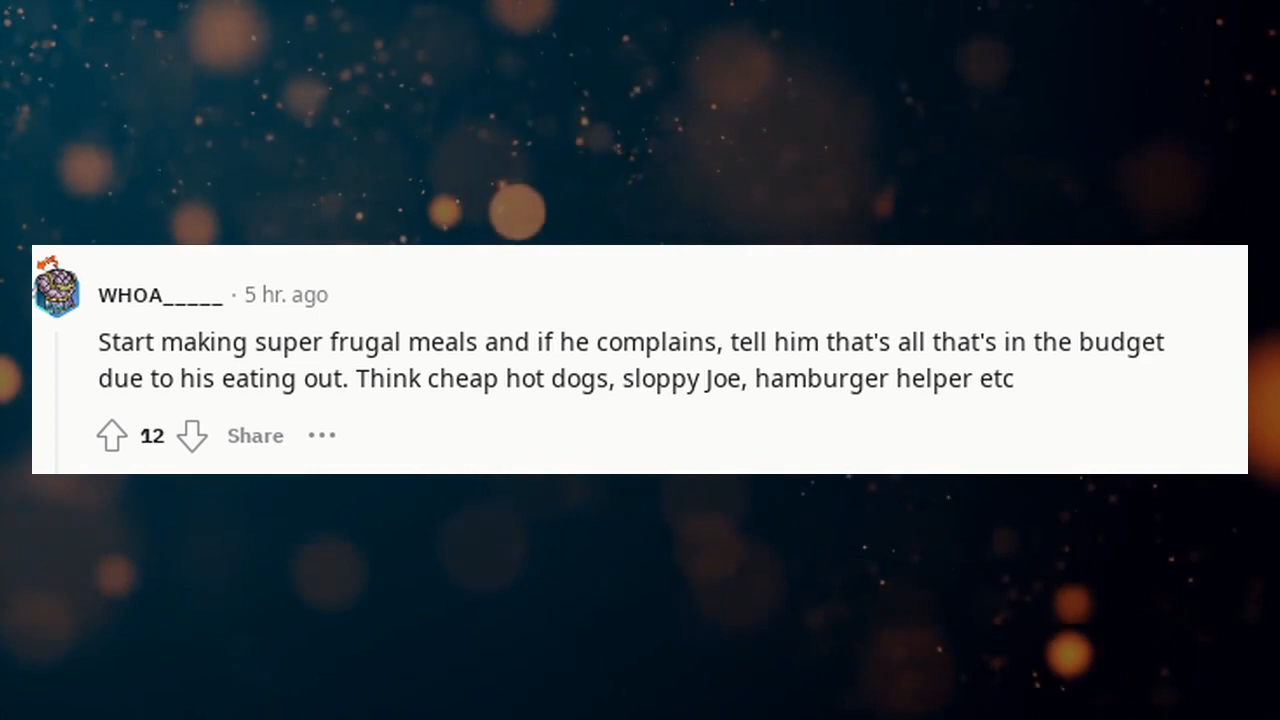 WHOA_____ · 5 hr. ago
Start making super frugal meals and if he complains, tell him that's all that's in the budget
due to his eating out. Think cheap hot dogs, sloppy Joe, hamburger helper etc
12 Share ···